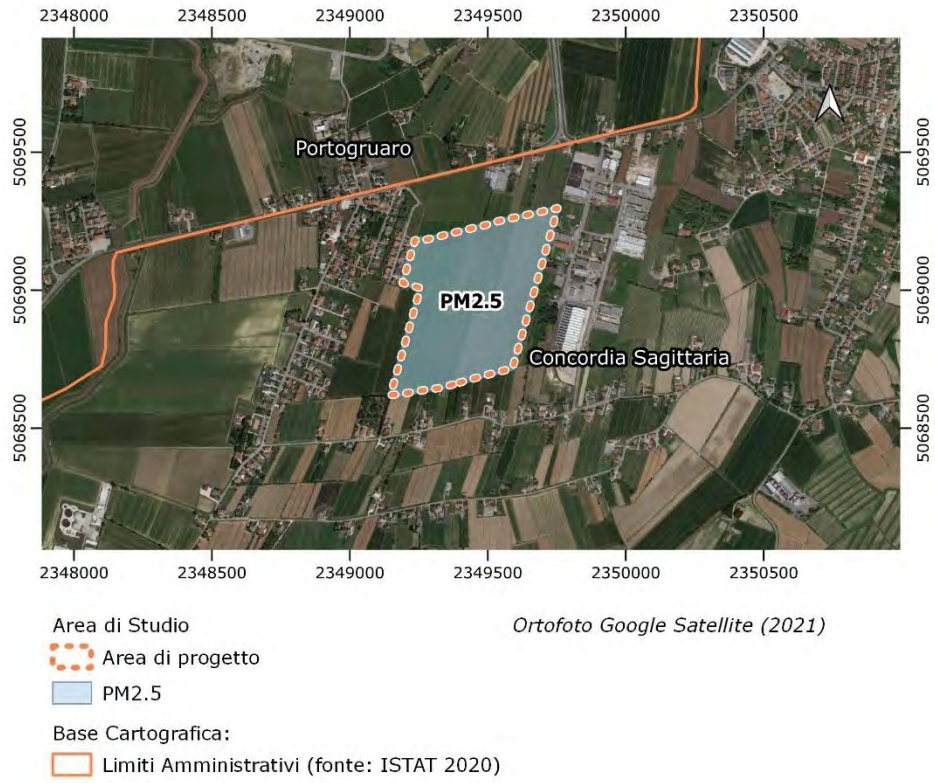 2348000 2348500 2349000 2349500 2350000 2350500
5069500
5069500
Portogruaro
5069000
5069000
PM2.5
Concordia Sagittaria
5068500
5068500
2348000 2348500 2349000 2349500 2350000 2350500
Area di Studio
Ortofoto Google Satellite (2021)
Area di progetto
PM2.5
Base Cartografica:
Limiti Amministrativi (fonte: ISTAT 2020)